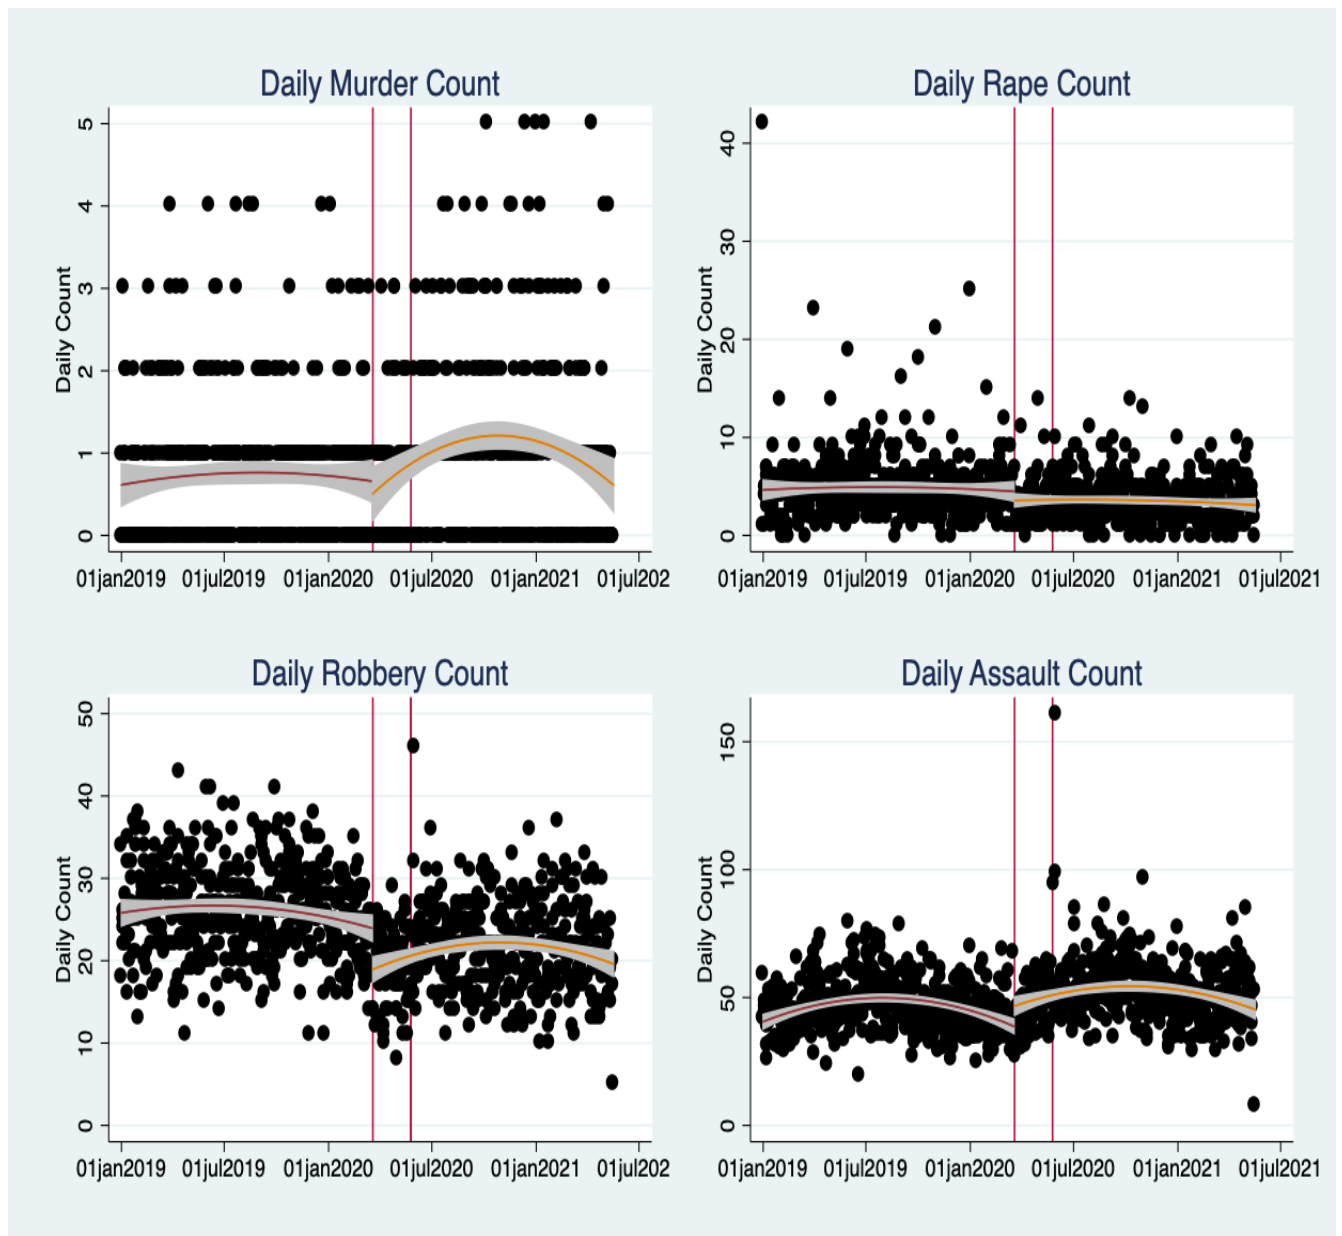 Daily Murder Count
Daily Count
5
4
3
2
1
0
01jan2019 01jul2019 01jan2020 01jul2020 01jan2021 01jul202
Daily Rape Count
Daily Count
40
30
20
10
0
01jan2019 01jul2019 01jan2020 01jul2020 01jan2021 01jul2021
Daily Robbery Count
Daily Count
50
40
30
20
10
0
01jan2019 01jul2019 01jan2020 01jul2020 01jan2021 01jul202
Daily Assault Count
Daily Count
150
100
50
0
01jan2019 01jul2019 01jan2020 01jul2020 01jan2021 01jul2021